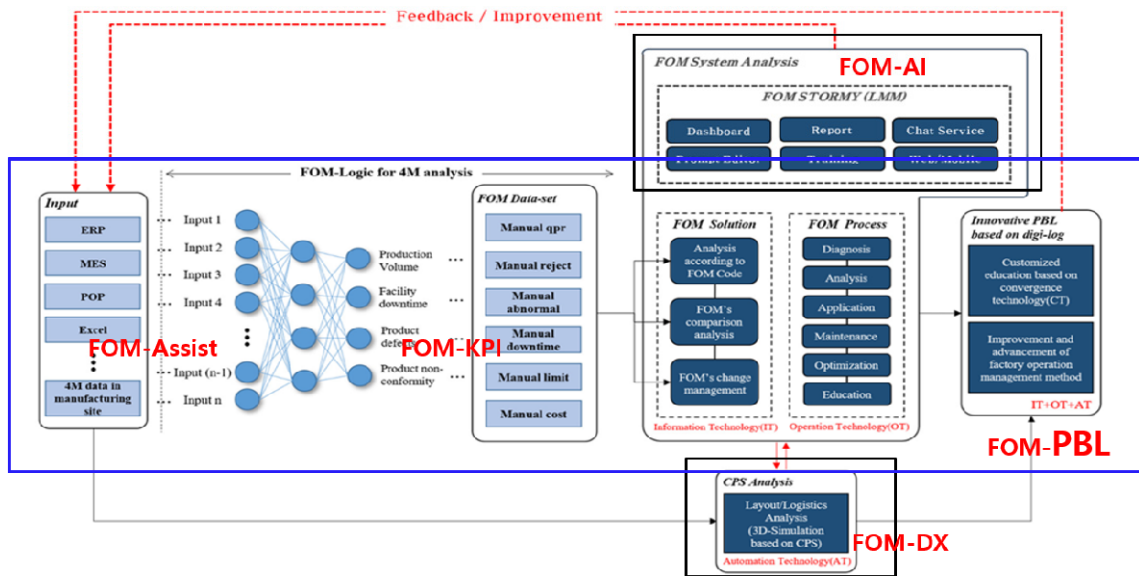 Feedback / Improvement
FOM System Analysis
FOM-AI
FOM STORMY (LMM)
Dashboard
Report
Chat Service
Prompt Editor
Training
Web/Mobile
FOM-Logic for 4M analysis
Input
ERP
MES
POP
Excel
4M data in
manufacturing
site
FOM-Assist
Input 1
Input 2
Input 3
Input 4
Input (n-1)
Input n
Production
Volume
Facility
downtime
Product
defects
Product non-
conformity
FOM-KPI
FOM Data-set
Manual qpr
Manual reject
Manual
abnormal
Manual
downtime
Manual limit
Manual cost
FOM Solution
Analysis
according to
FOM Code
FOM's
comparison
analysis
FOM's change
management
Information Technology(IT)
FOM Process
Diagnosis
Analysis
Application
Maintenance
Optimization
Education
Operation Technology(OT)
Innovative PBL
based on digi-log
Customized
education based on
convergence
technology(CT)
Improvement and
advancement of
factory operation
management method
IT+OT+AT
FOM-PBL
CPS Analysis
Layout/Logistics
Analysis
(3D-Simulation
based on CPS)
Automation Technology(AT)
FOM-DX